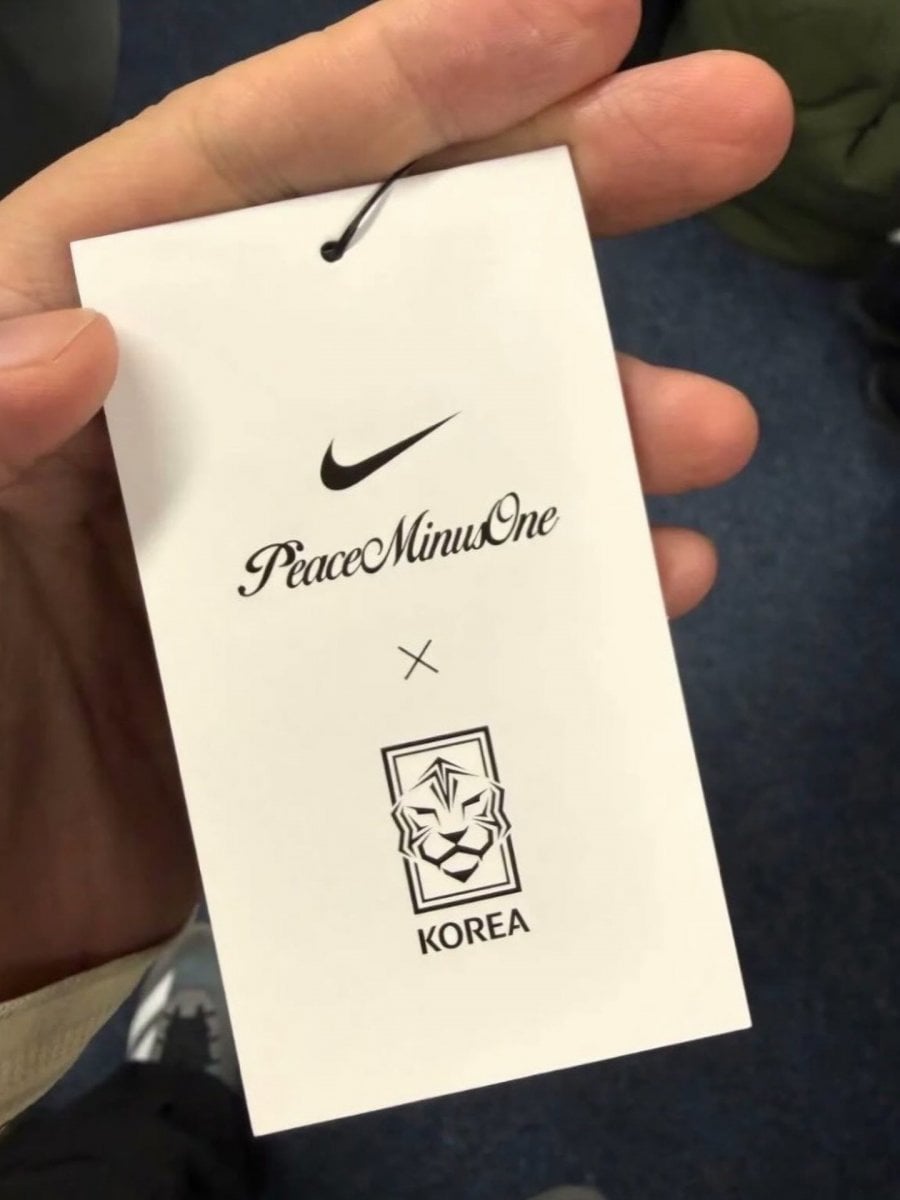 PeaceMinusOne
×
KOREA